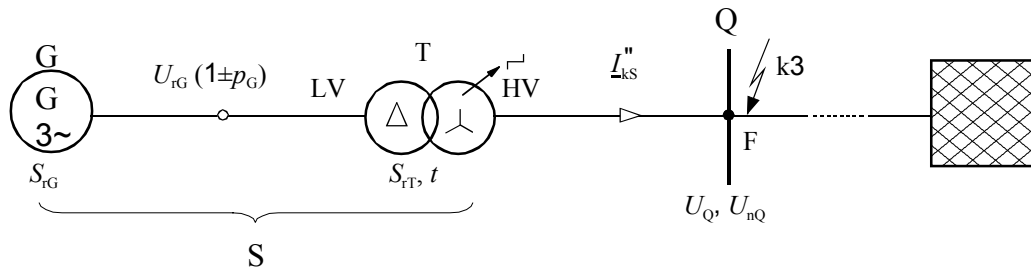 G
G
3~
S_rG
U_rG (1±p_G)
LV
T
HV
S_rT, t
I"_kS
Q
k3
F
U_Q, U_nQ
S